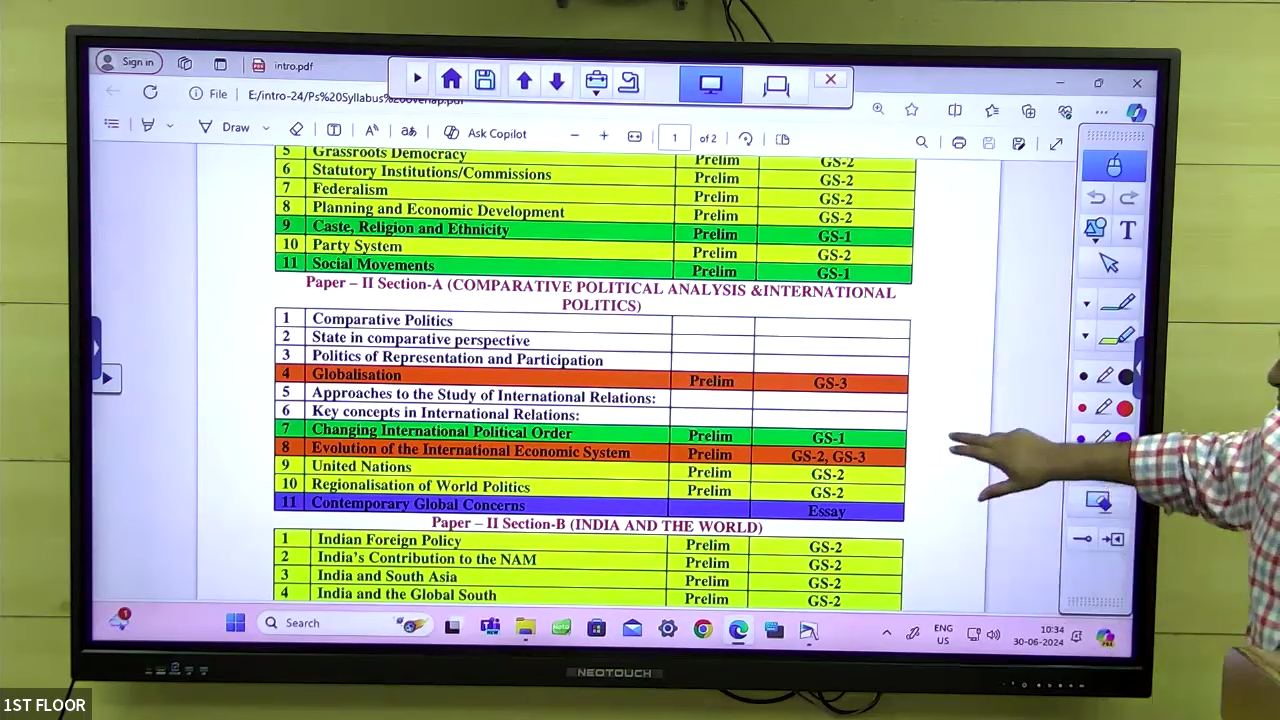 Sign in
intro.pdf
File E:/intro-24/Ps%20Syllabus%20overlap.pdf
Draw
Ask Copilot
1 of 2
5 Grassroots Democracy Prelim GS-2
6 Statutory Institutions/Commissions Prelim GS-2
7 Federalism Prelim GS-2
8 Planning and Economic Development Prelim GS-2
9 Caste, Religion and Ethnicity Prelim GS-1
10 Party System Prelim GS-2
11 Social Movements Prelim GS-1
Paper – II Section-A (COMPARATIVE POLITICAL ANALYSIS &INTERNATIONAL
POLITICS)
1 Comparative Politics
2 State in comparative perspective
3 Politics of Representation and Participation
4 Globalisation Prelim GS-3
5 Approaches to the Study of International Relations:
6 Key concepts in International Relations:
7 Changing International Political Order Prelim GS-1
8 Evolution of the International Economic System Prelim GS-2, GS-3
9 United Nations Prelim GS-2
10 Regionalisation of World Politics Prelim GS-2
11 Contemporary Global Concerns Essay
Paper – II Section-B (INDIA AND THE WORLD)
1 Indian Foreign Policy Prelim GS-2
2 India's Contribution to the NAM Prelim GS-2
3 India and South Asia Prelim GS-2
4 India and the Global South Prelim GS-2
Search
ENG
US
10:34
30-06-2024
NEOTOUCH
1ST FLOOR